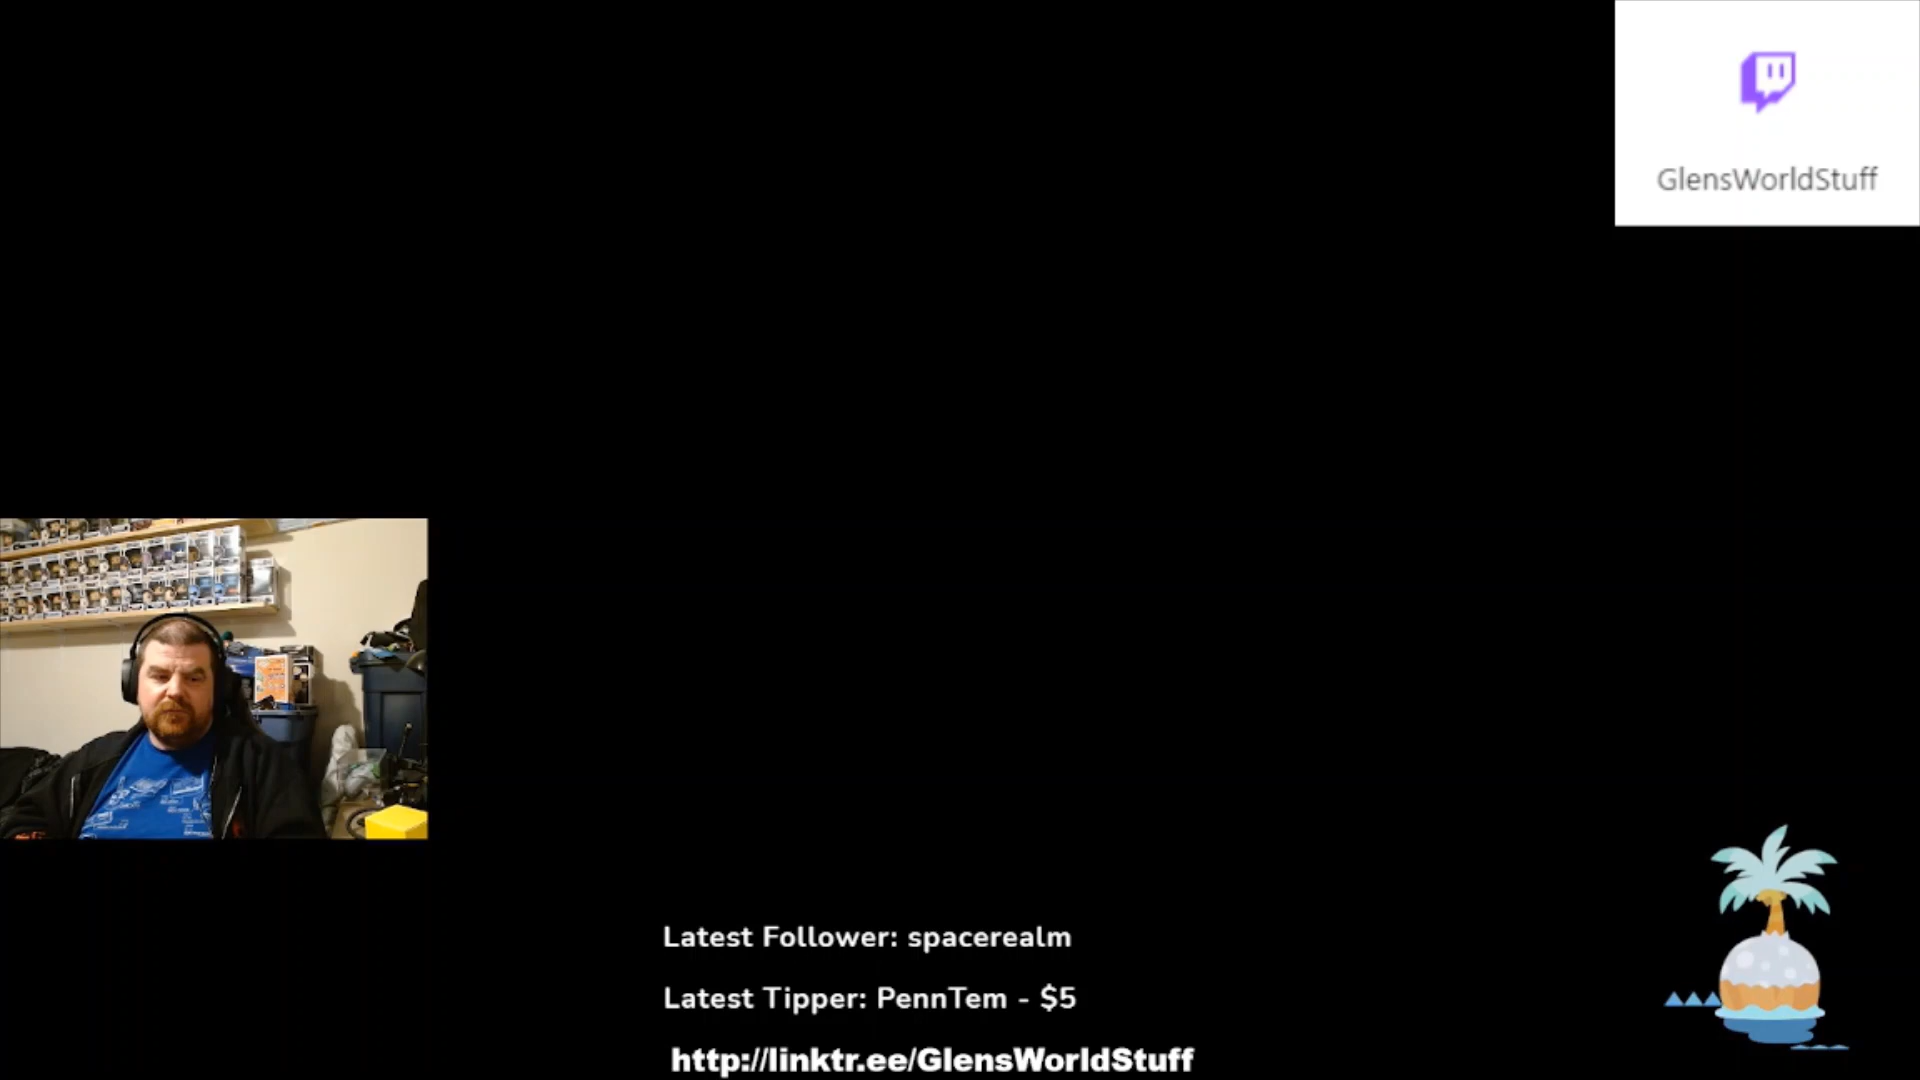 GlensWorldStuff
Latest Follower: spacerealm
Latest Tipper: PennTem - $5
http://linktr.ee/GlensWorldStuff